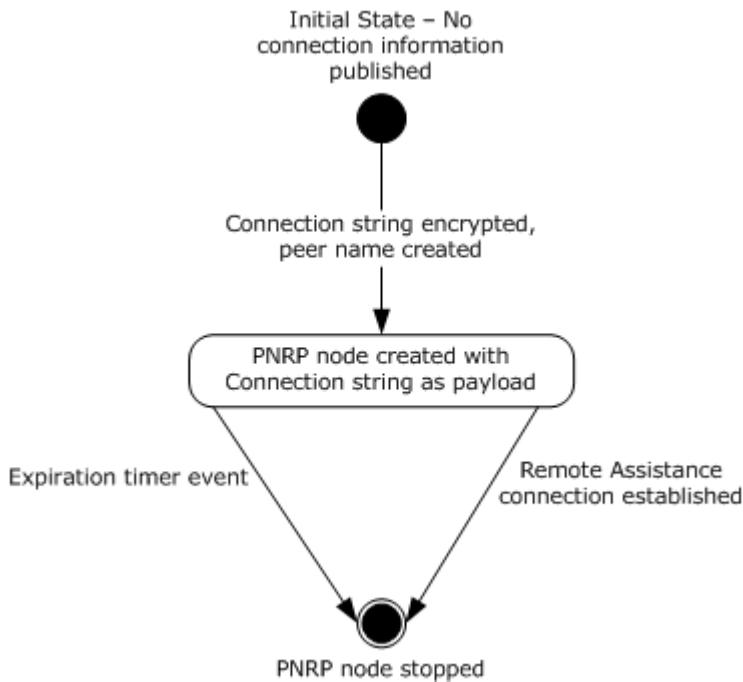 Initial State – No
connection information
published
Connection string encrypted,
peer name created
PNRP node created with
Connection string as payload
Expiration timer event
Remote Assistance
connection established
PNRP node stopped